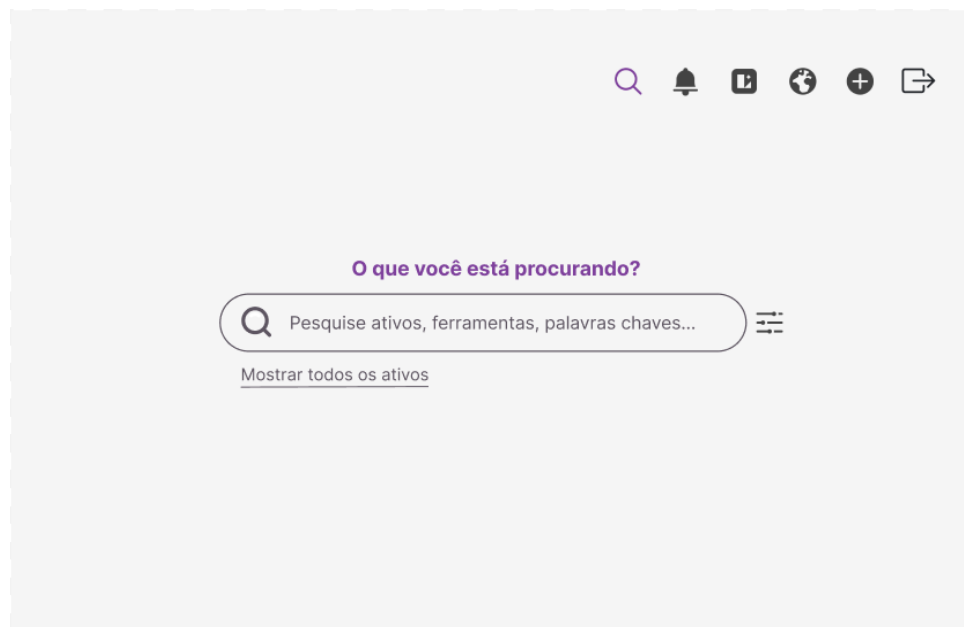 O que você está procurando?
Pesquise ativos, ferramentas, palavras chaves...
Mostrar todos os ativos